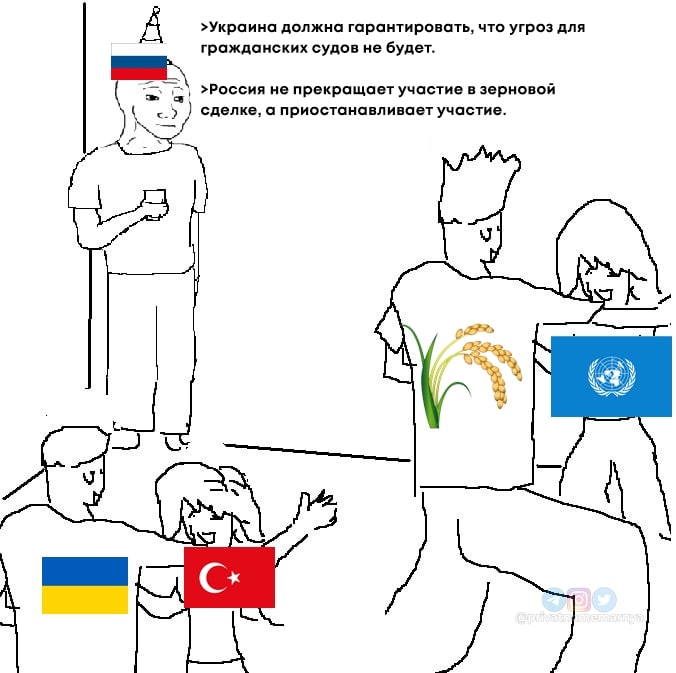 >Украина должна гарантировать, что угроз для
гражданских судов не будет.
>Россия не прекращает участие в зерновой
сделке, а приостанавливает участие.